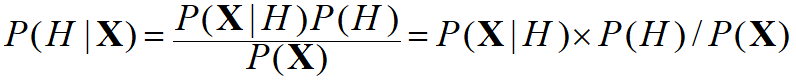 P(H|X) = P(X|H)P(H) / P(X) = P(X|H) × P(H) / P(X)